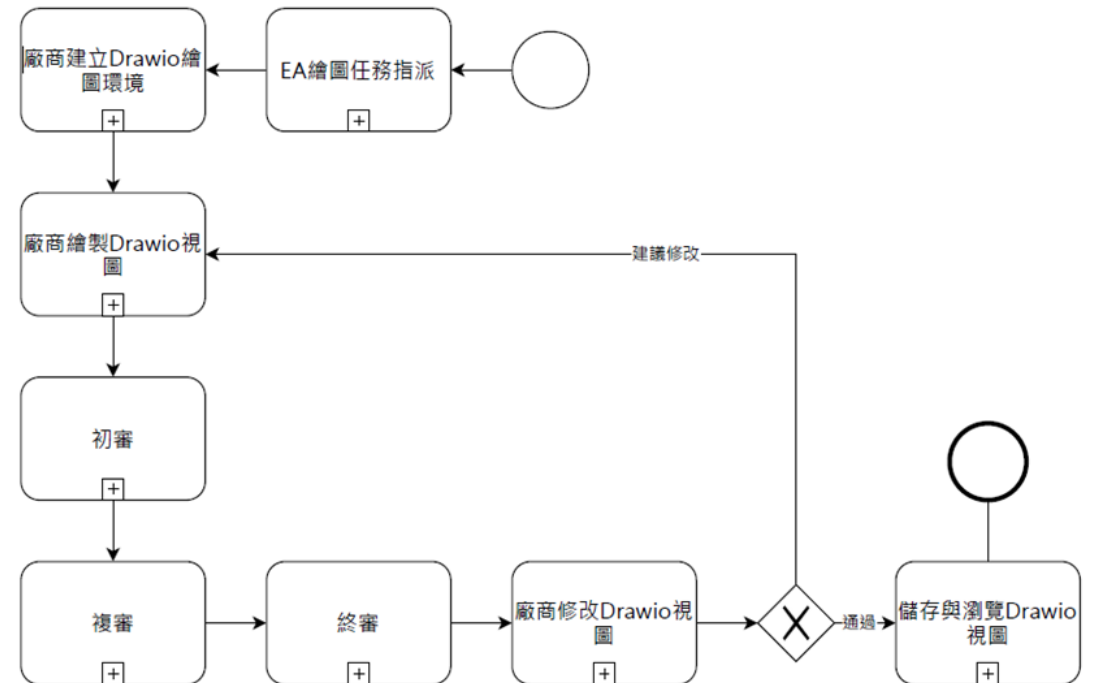 廠商建立Drawio繪
圖環境
EA繪圖任務指派
廠商繪製Drawio視
圖
建議修改
初審
複審
終審
廠商修改Drawio視
圖
通過
儲存與瀏覽Drawio
視圖